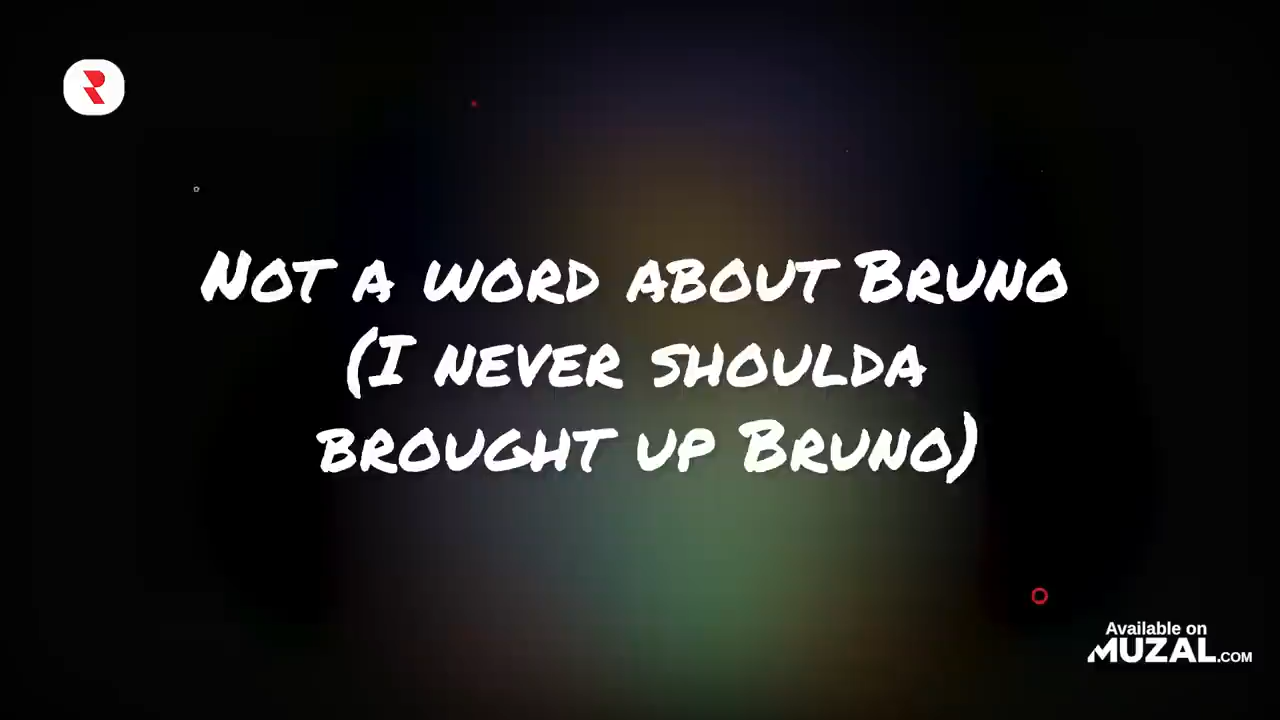 Not a word about Bruno
(I never shoulda
brought up Bruno)
Available on
MUZAL.COM